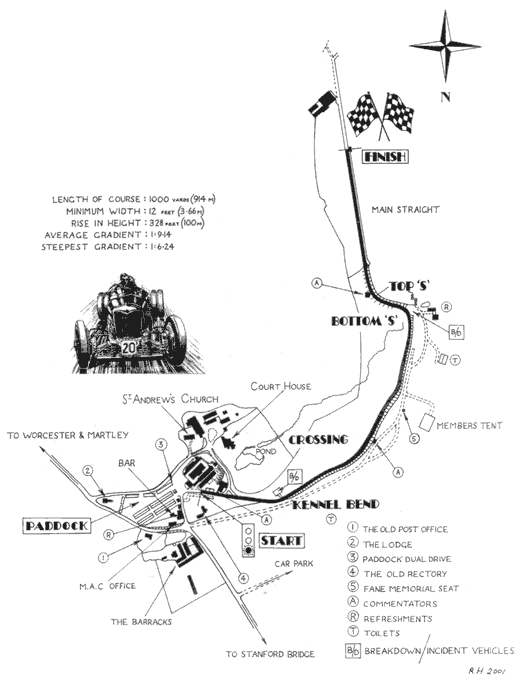 N
FINISH
LENGTH OF COURSE : 1000 YARDS (914 M)
MINIMUM WIDTH : 12 FEET (3·66M)
RISE IN HEIGHT : 328 FEET (100M)
AVERAGE GRADIENT : 1:9·14
STEEPEST GRADIENT : 1:6·24
MAIN STRAIGHT
A
TOP 'S'
R
BOTTOM 'S'
B/D
T
20
COURT HOUSE
ST ANDREW'S CHURCH
MEMBERS TENT
5
TO WORCESTER & MARTLEY
CROSSING
3
BAR
POND
A
2
B/D
KENNEL BEND
PADDOCK
R
A
T
START
1
4
M.A.C OFFICE
CAR PARK
THE BARRACKS
TO STANFORD BRIDGE
1 THE OLD POST OFFICE
2 THE LODGE
3 PADDOCK DUAL DRIVE
4 THE OLD RECTORY
5 FANE MEMORIAL SEAT
A COMMENTATORS
R REFRESHMENTS
T TOILETS
B/D BREAKDOWN/INCIDENT VEHICLES
RH 2001